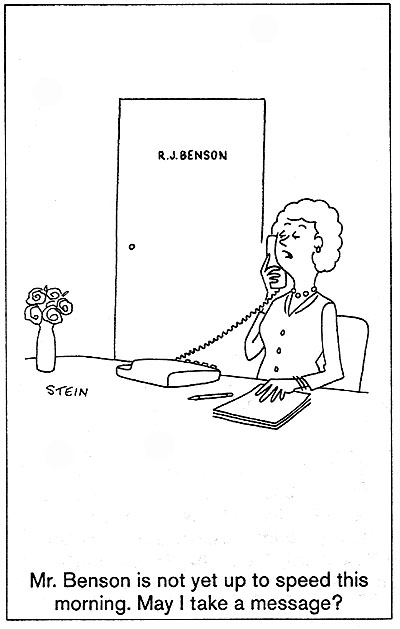 R.J.BENSON
STEIN
Mr. Benson is not yet up to speed this
morning. May I take a message?